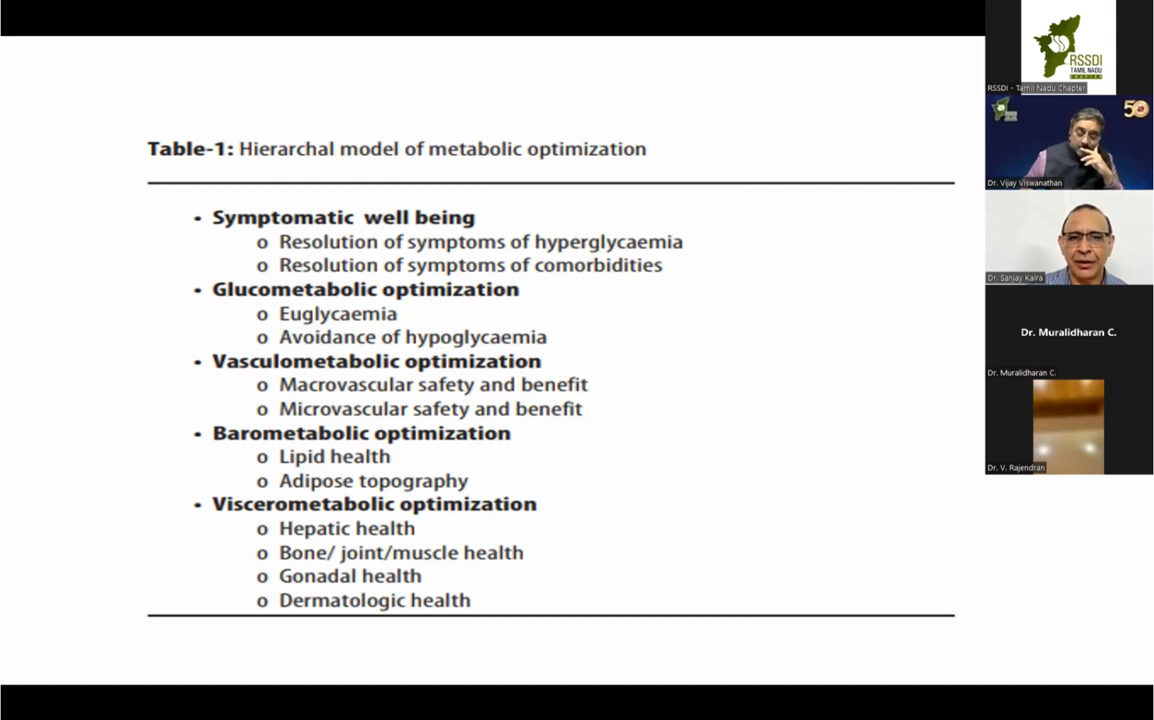 Table-1: Hierarchal model of metabolic optimization
• Symptomatic well being
o Resolution of symptoms of hyperglycaemia
o Resolution of symptoms of comorbidities
• Glucometabolic optimization
o Euglycaemia
o Avoidance of hypoglycaemia
• Vasculometabolic optimization
o Macrovascular safety and benefit
o Microvascular safety and benefit
• Barometabolic optimization
o Lipid health
o Adipose topography
• Viscerometabolic optimization
o Hepatic health
o Bone/ joint/muscle health
o Gonadal health
o Dermatologic health
RSSDI
TAMIL NADU
CHAPTER
RSSDI - Tamil Nadu Chapter
50
Dr. Vijay Viswanathan
Dr. Sanjay Kalra
Dr. Muralidharan C.
Dr. Muralidharan C.
Dr. V. Rajendran